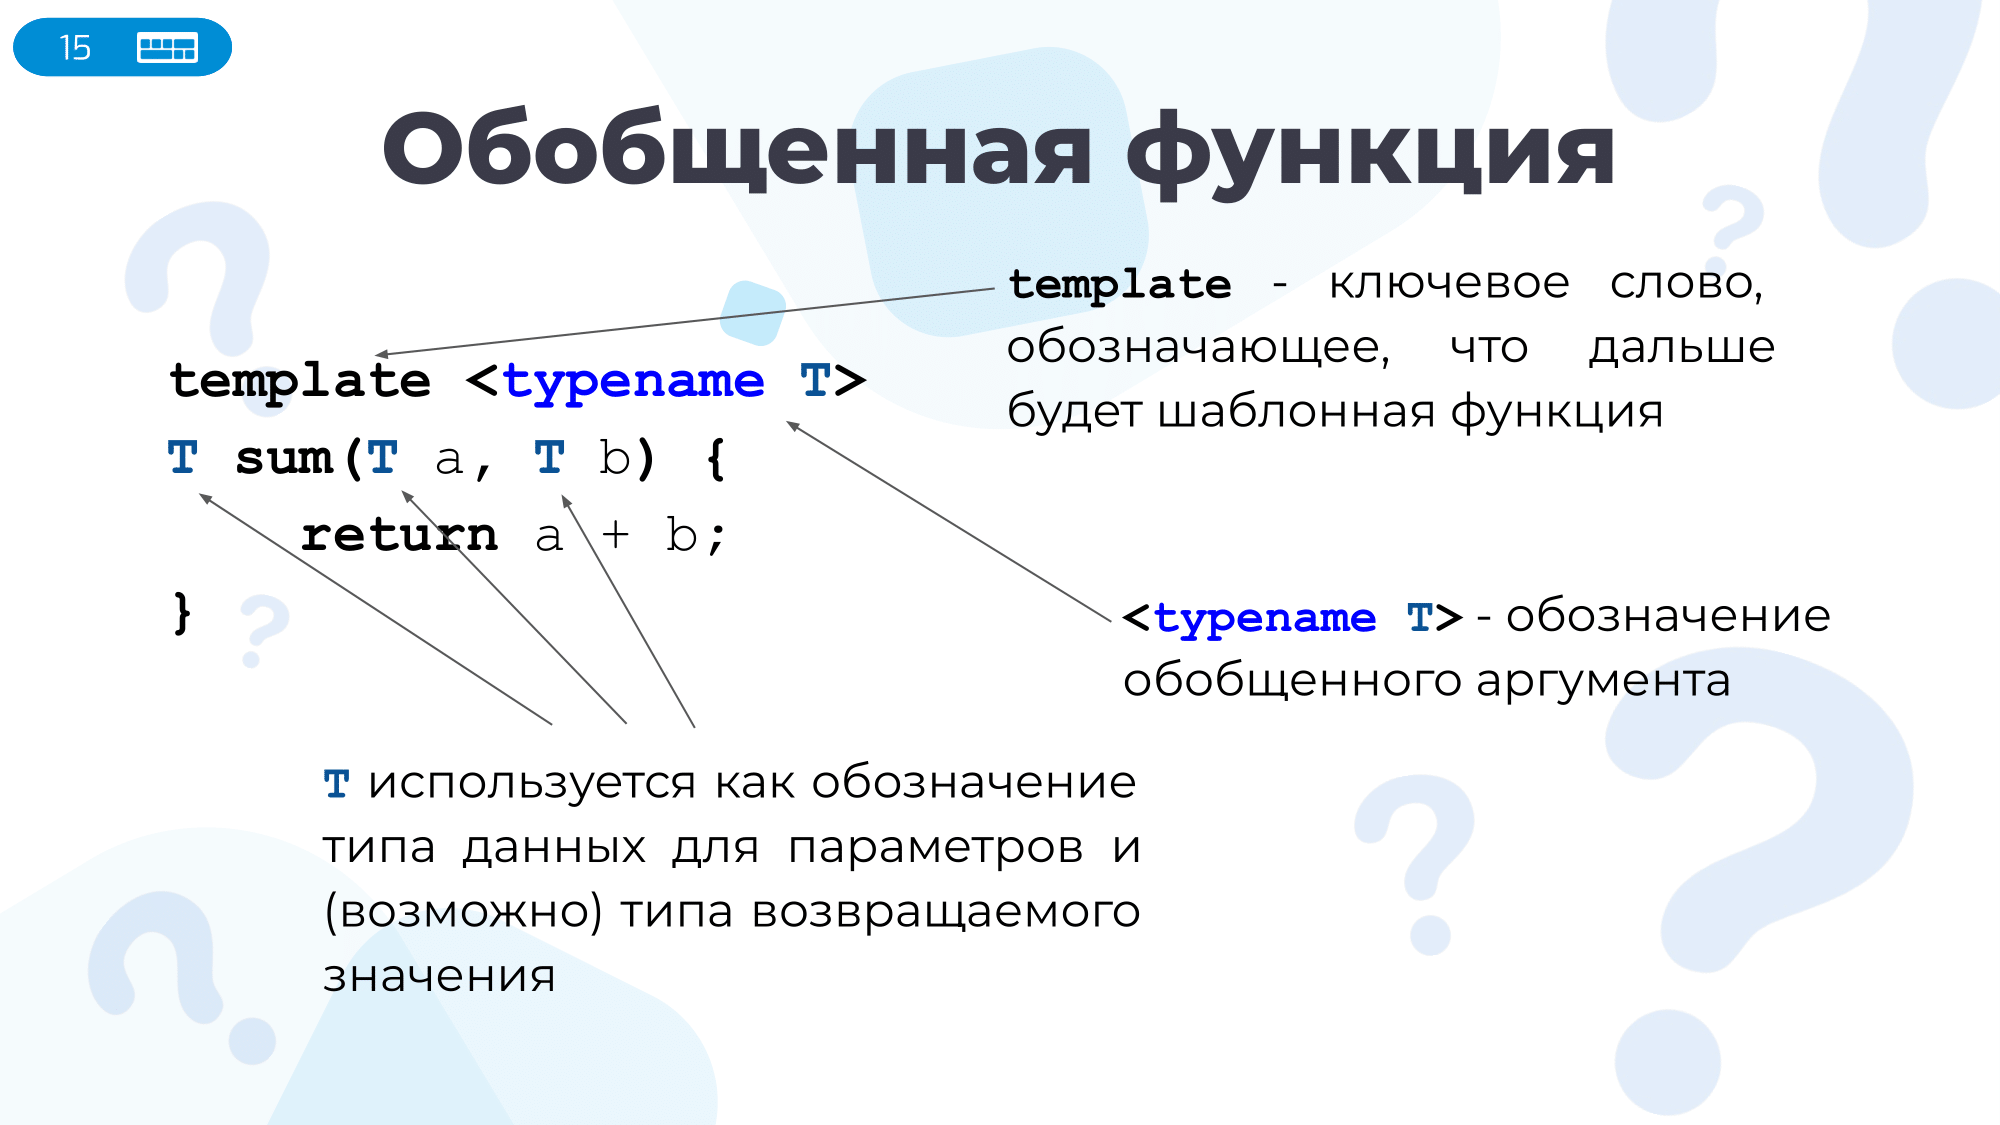 15
Обобщенная функция
template - ключевое слово,
обозначающее, что дальше
будет шаблонная функция
template <typename T>
T sum(T a, T b) {
return a + b;
}
<typename T> - обозначение
обобщенного аргумента
T используется как обозначение
типа данных для параметров и
(возможно) типа возвращаемого
значения